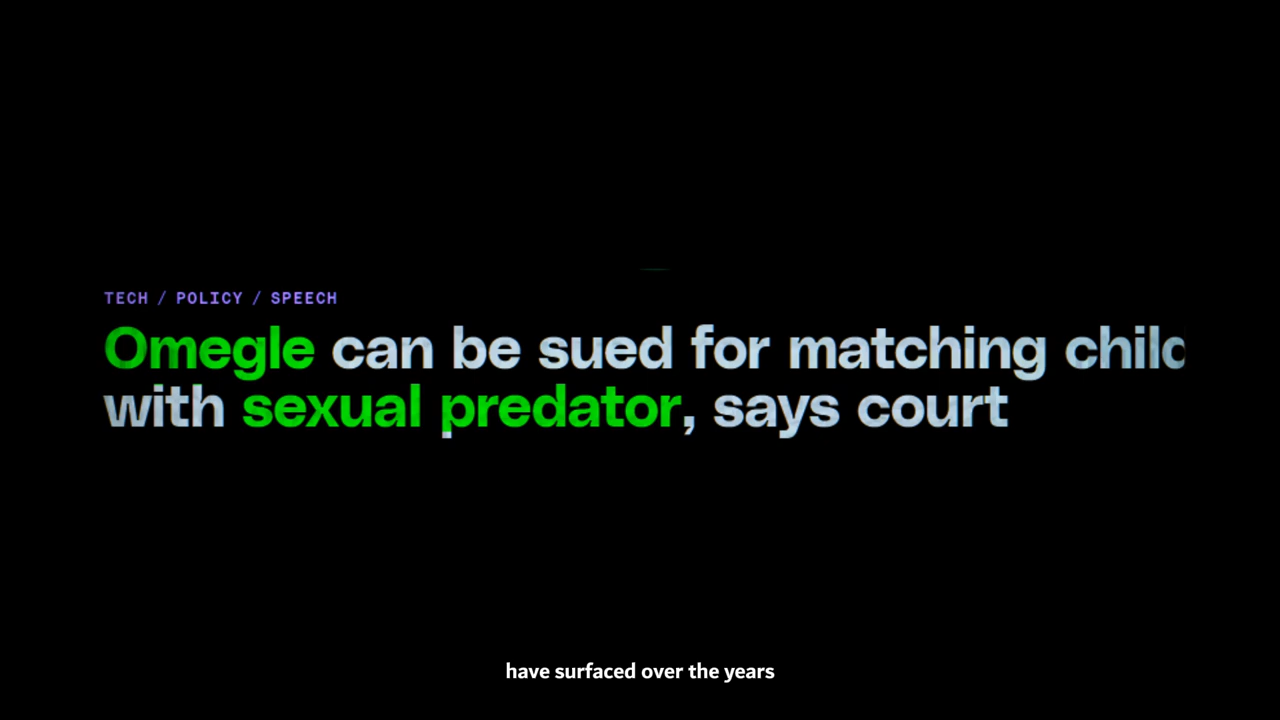 TECH / POLICY / SPEECH
Omegle can be sued for matching child
with sexual predator, says court
have surfaced over the years